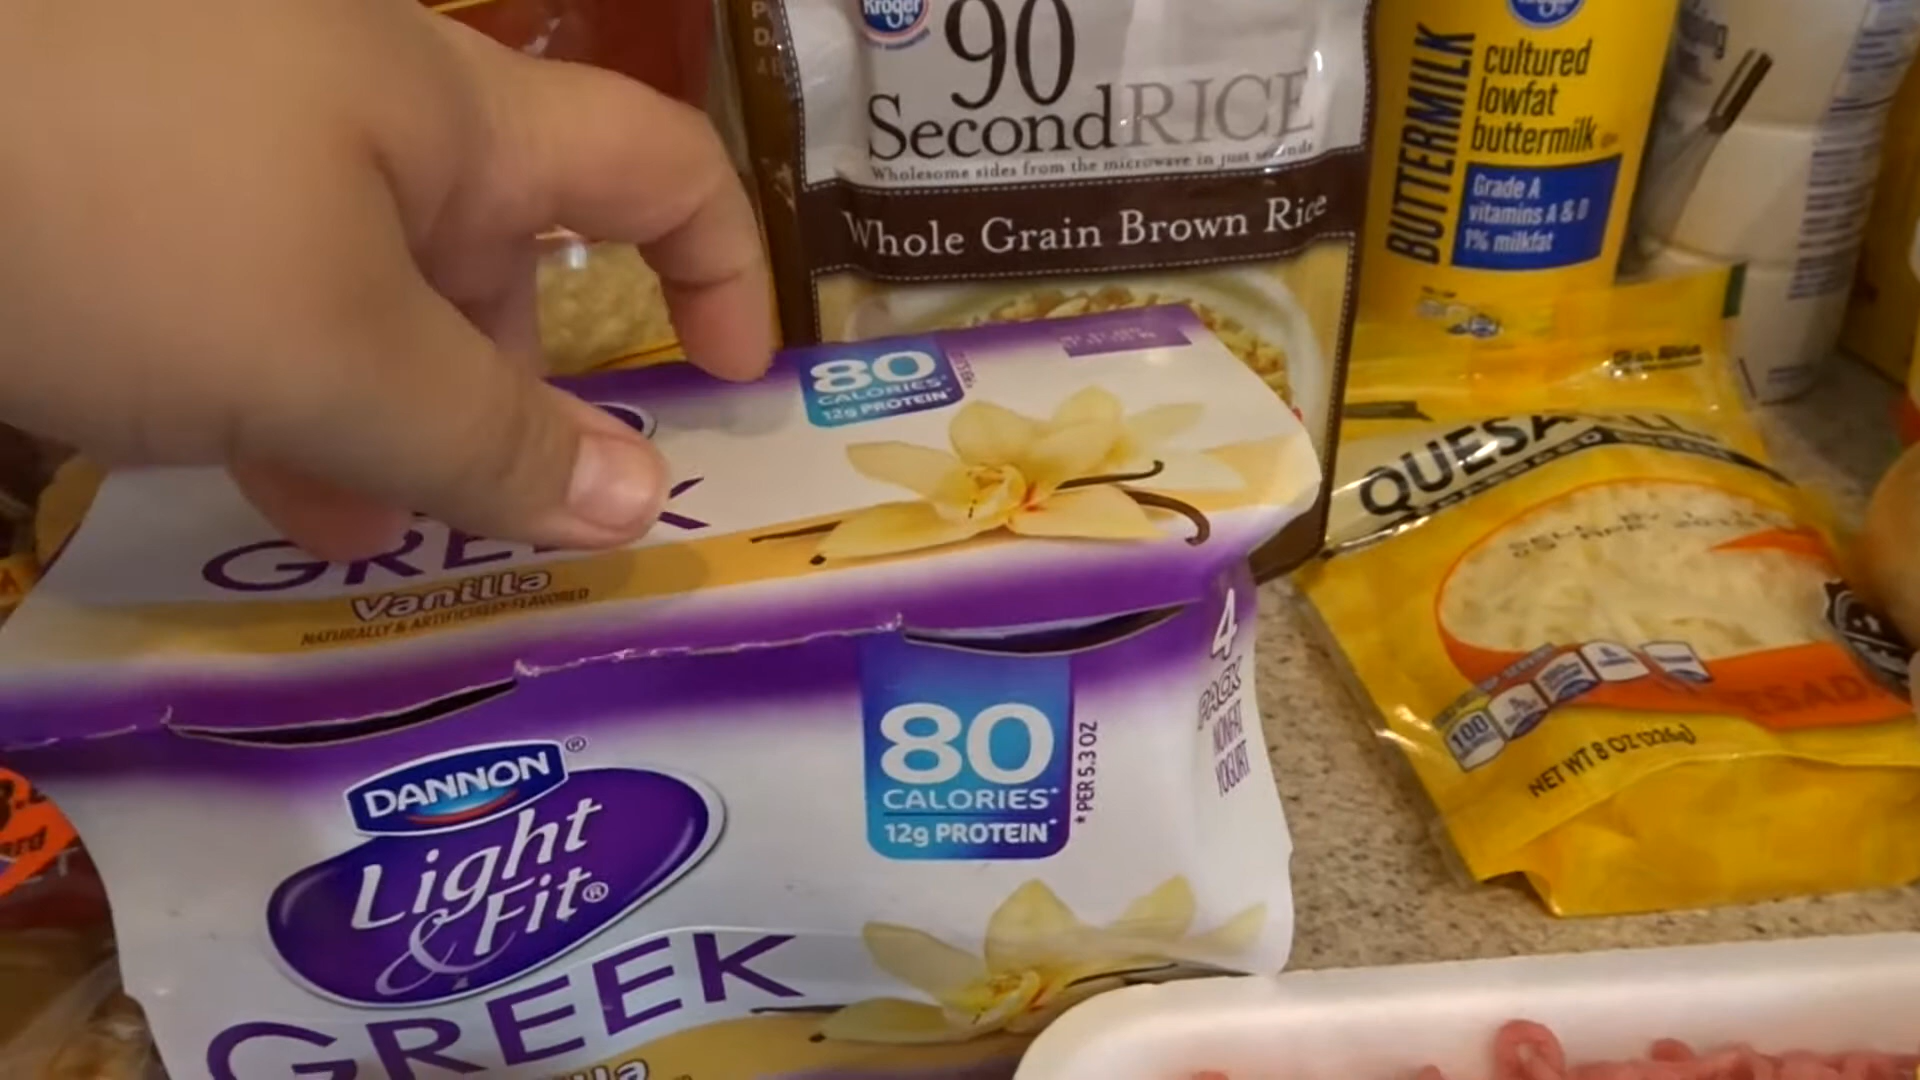 Kroger
90
Second RICE
Wholesome sides from the microwave in just seconds
Whole Grain Brown Rice
BUTTERMILK
cultured
lowfat
buttermilk
Grade A
vitamins A & D
1% milkfat
80
CALORIES*
12g PROTEIN*
GREEK
Vanilla
NATURALLY & ARTIFICIALLY FLAVORED
DANNON®
Light
& Fit®
GREEK
80
CALORIES*
12g PROTEIN*
*PER 5.3 OZ
4
PACK
NONFAT
YOGURT
100
NET WT 8 OZ (226g)